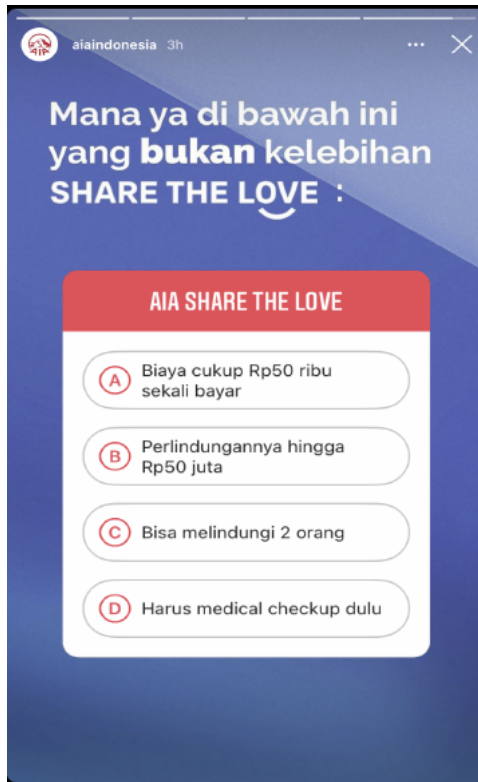 aiaindonesia 3h
Mana ya di bawah ini
yang bukan kelebihan
SHARE THE LOVE :
AIA SHARE THE LOVE
A Biaya cukup Rp50 ribu
sekali bayar
B Perlindungannya hingga
Rp50 juta
C Bisa melindungi 2 orang
D Harus medical checkup dulu